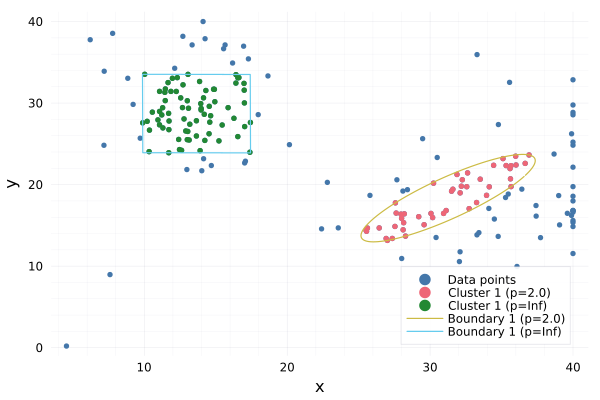 40
30
20
10
0
y
10
20
30
40
x
Data points
Cluster 1 (p=2.0)
Cluster 1 (p=Inf)
Boundary 1 (p=2.0)
Boundary 1 (p=Inf)